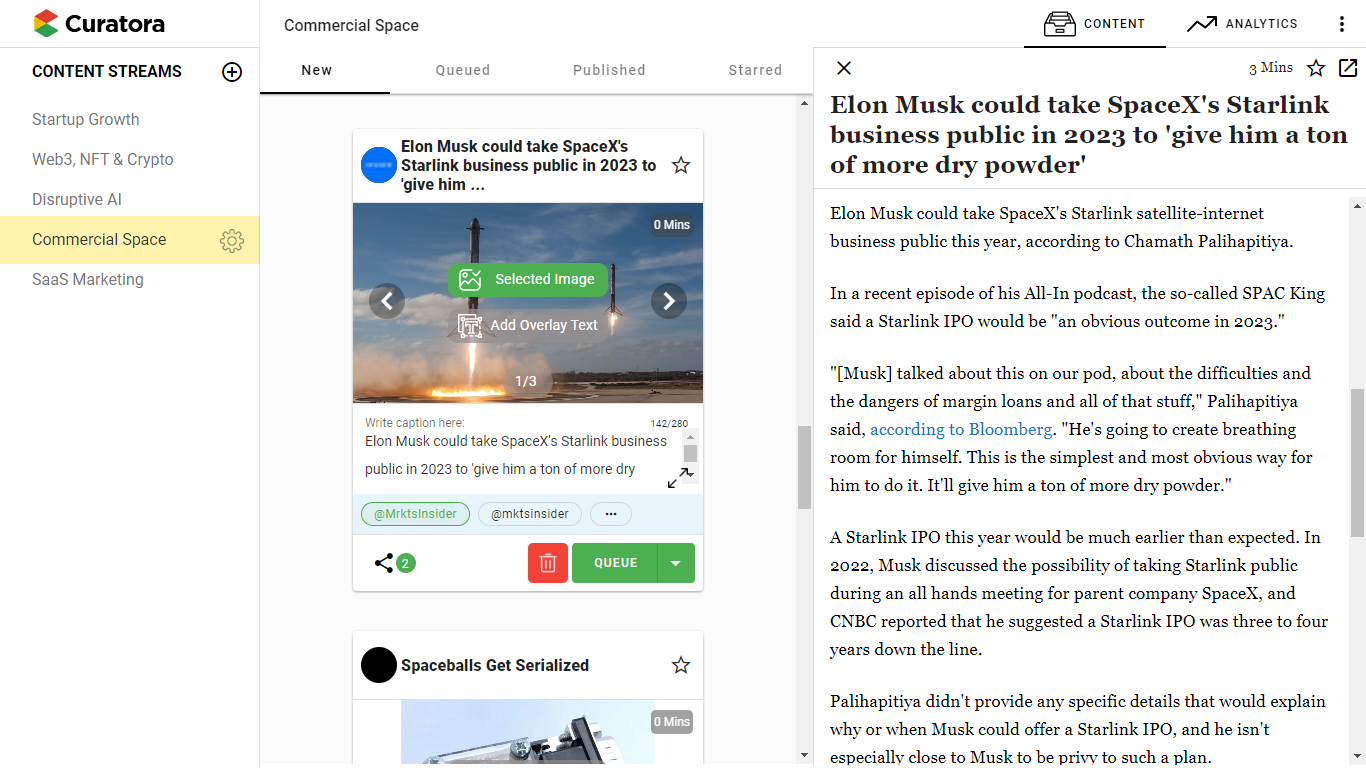 Curatora
Commercial Space
CONTENT
ANALYTICS
CONTENT STREAMS
Startup Growth
Web3, NFT & Crypto
Disruptive AI
Commercial Space
SaaS Marketing
New
Queued
Published
Starred
Elon Musk could take SpaceX's
Starlink business public in 2023 to
'give him ...
0 Mins
Selected Image
Add Overlay Text
1/3
Write caption here:
142/280
Elon Musk could take SpaceX's Starlink business
public in 2023 to 'give him a ton of more dry
@MrktsInsider
@mktsinsider
...
2
QUEUE
Spaceballs Get Serialized
0 Mins
3 Mins
Elon Musk could take SpaceX's Starlink
business public in 2023 to 'give him a ton
of more dry powder'
Elon Musk could take SpaceX's Starlink satellite-internet
business public this year, according to Chamath Palihapitiya.
In a recent episode of his All-In podcast, the so-called SPAC King
said a Starlink IPO would be "an obvious outcome in 2023."
"[Musk] talked about this on our pod, about the difficulties and
the dangers of margin loans and all of that stuff," Palihapitiya
said, according to Bloomberg. "He's going to create breathing
room for himself. This is the simplest and most obvious way for
him to do it. It'll give him a ton of more dry powder."
A Starlink IPO this year would be much earlier than expected. In
2022, Musk discussed the possibility of taking Starlink public
during an all hands meeting for parent company SpaceX, and
CNBC reported that he suggested a Starlink IPO was three to four
years down the line.
Palihapitiya didn't provide any specific details that would explain
why or when Musk could offer a Starlink IPO, and he isn't
especially close to Musk to be privy to such a plan.